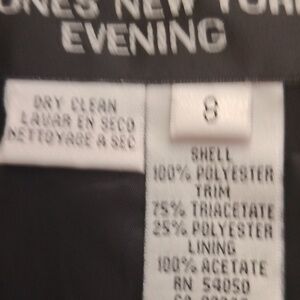 JONES NEW YORK
EVENING
DRY CLEAN
LAVAR EN SECO
NETTOYAGE A SEC
8
SHELL
100% POLYESTER
TRIM
75% TRIACETATE
25% POLYESTER
LINING
100% ACETATE
RN 54050